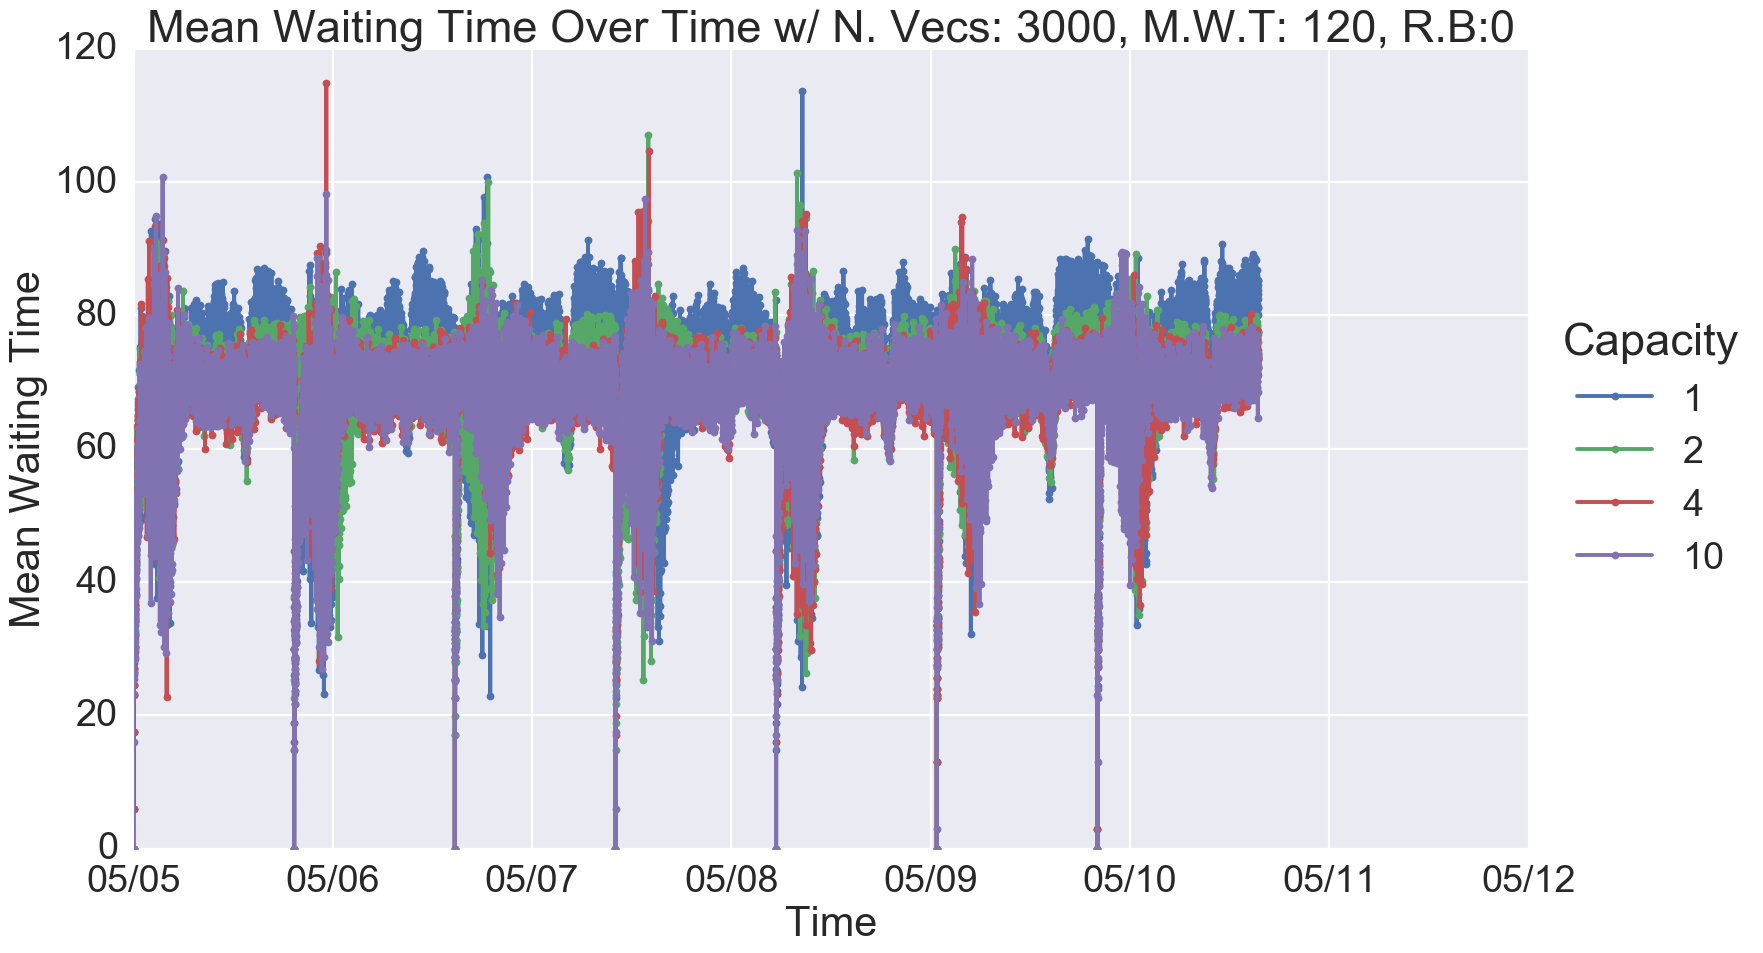 Mean Waiting Time Over Time w/ N. Vecs: 3000, M.W.T: 120, R.B:0
120
100
80
60
40
20
0
Mean Waiting Time
05/05 05/06 05/07 05/08 05/09 05/10 05/11 05/12
Time
Capacity
1
2
4
10